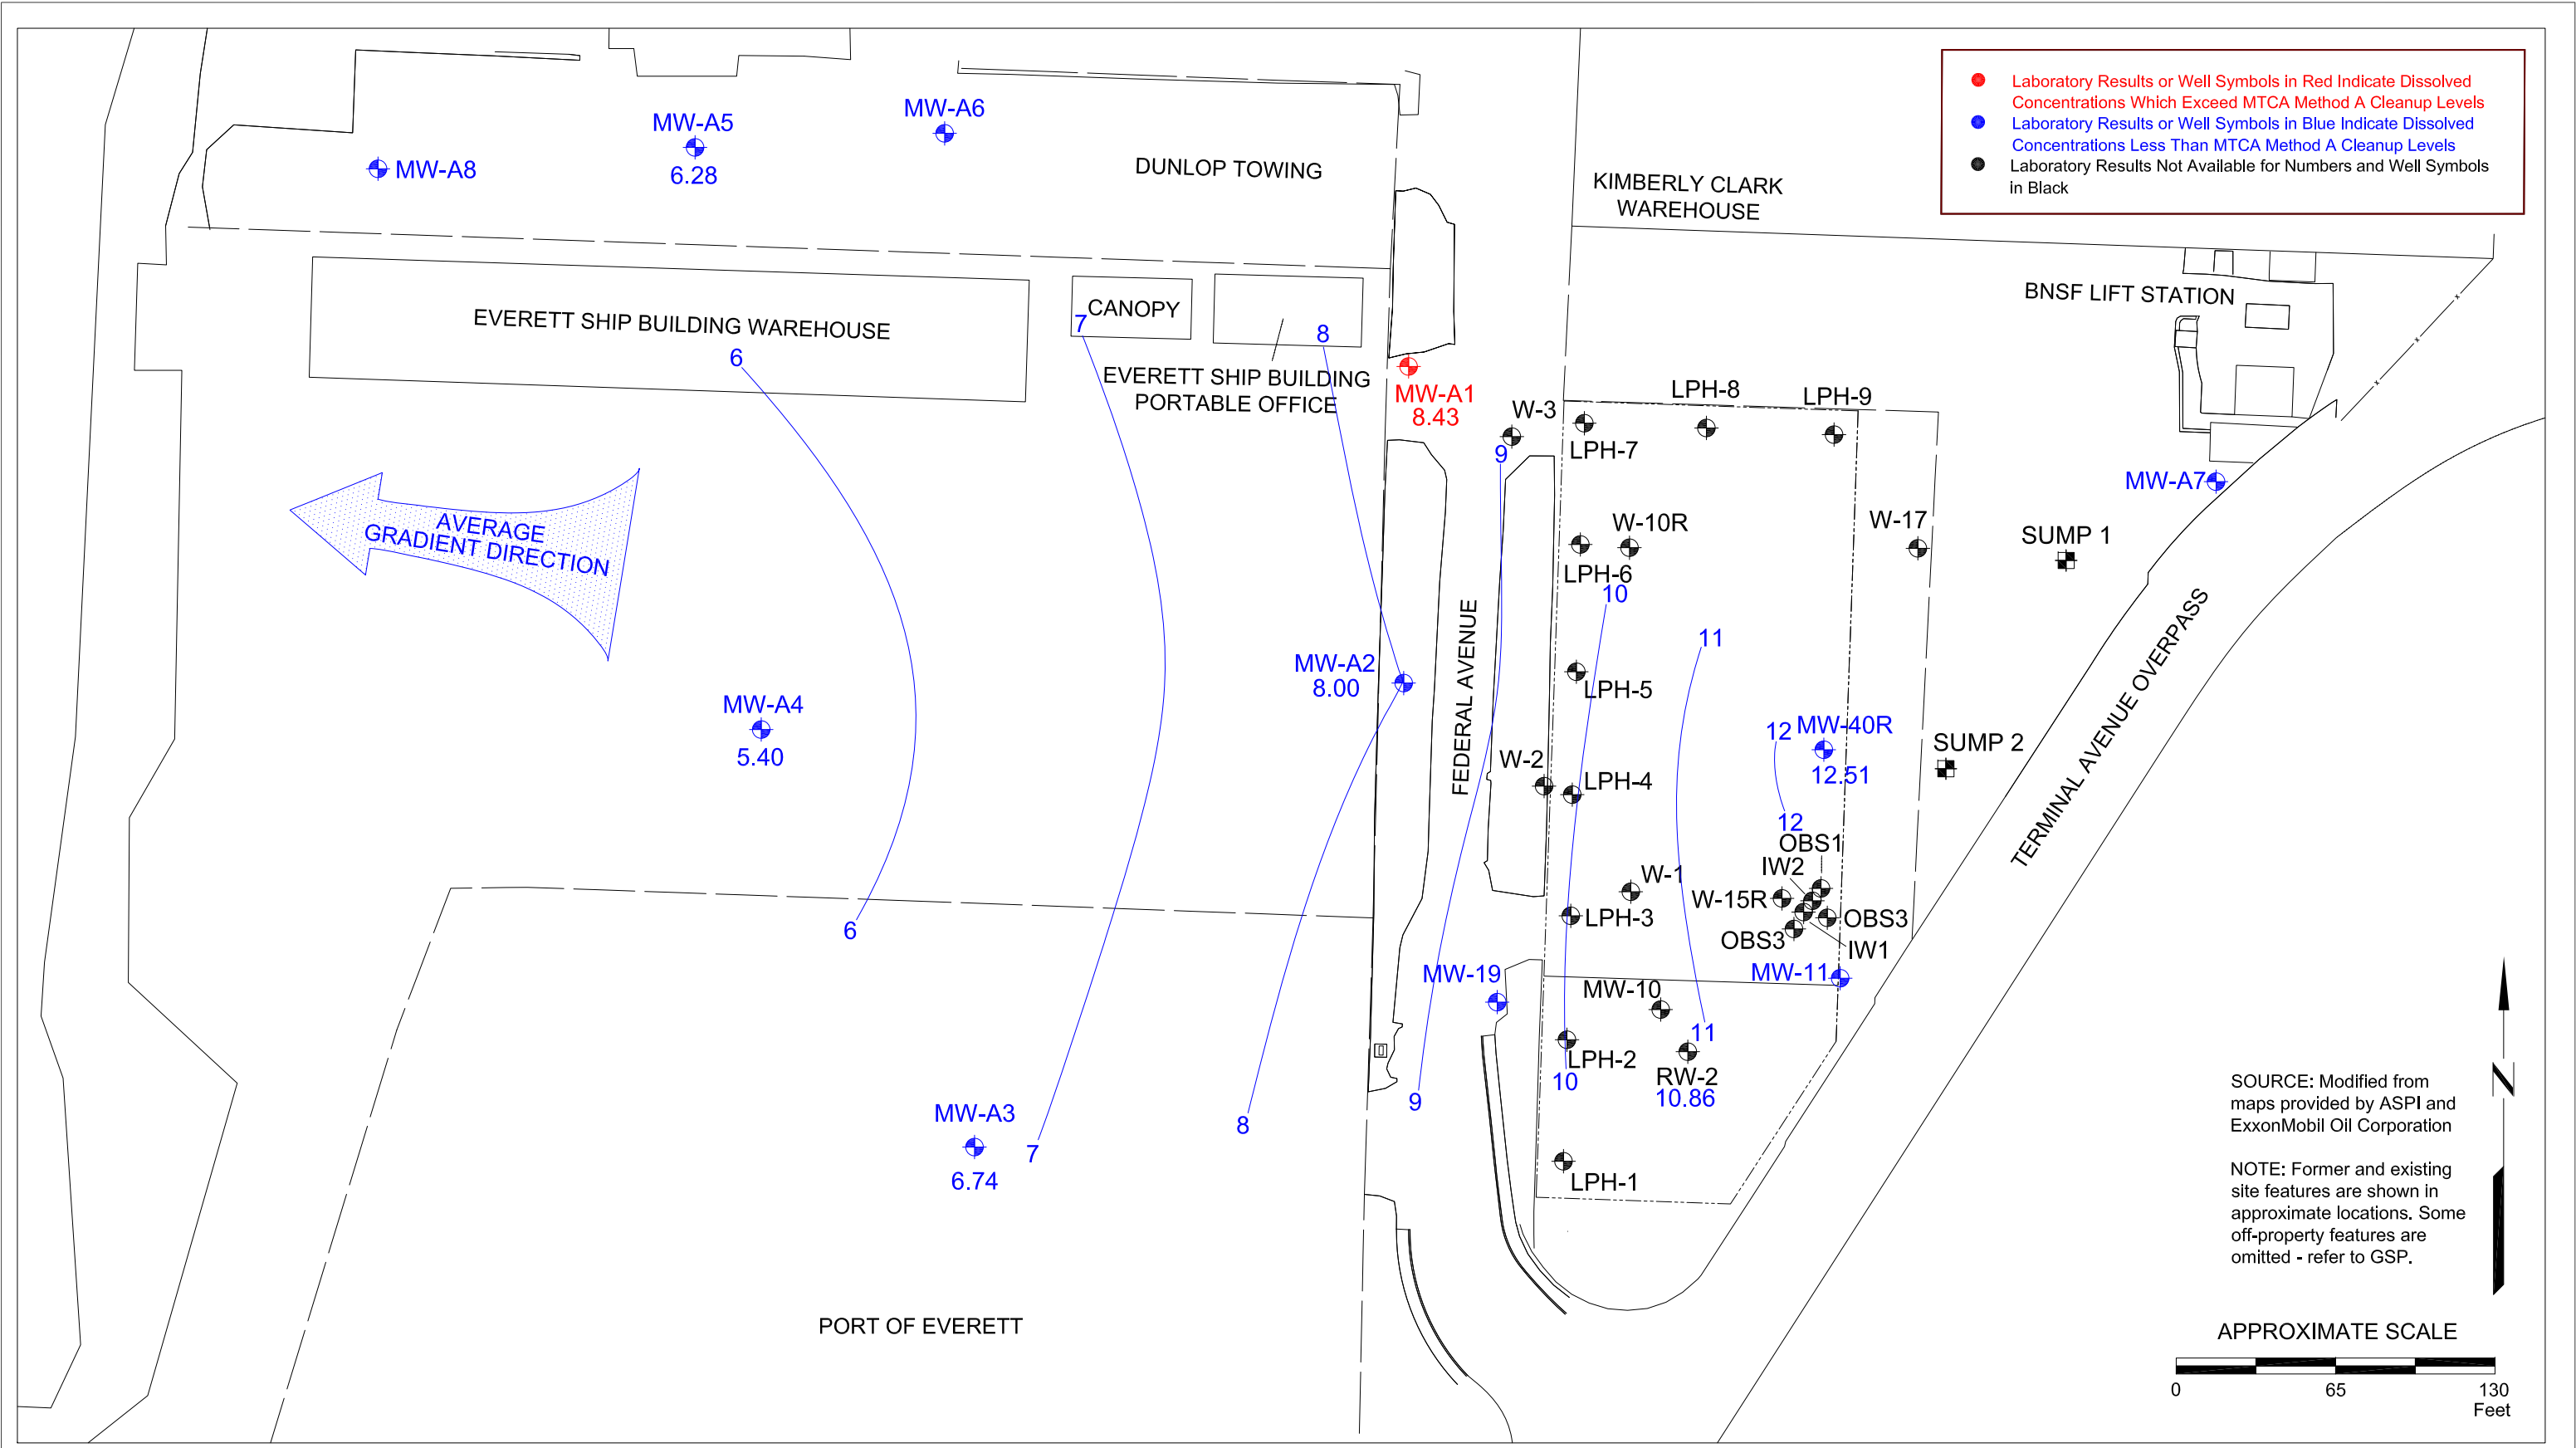 Laboratory Results or Well Symbols in Red Indicate Dissolved
Concentrations Which Exceed MTCA Method A Cleanup Levels
Laboratory Results or Well Symbols in Blue Indicate Dissolved
Concentrations Less Than MTCA Method A Cleanup Levels
Laboratory Results Not Available for Numbers and Well Symbols
in Black
MW-A8
MW-A5
6.28
MW-A6
DUNLOP TOWING
KIMBERLY CLARK
WAREHOUSE
BNSF LIFT STATION
EVERETT SHIP BUILDING WAREHOUSE
CANOPY
EVERETT SHIP BUILDING
PORTABLE OFFICE
6
7
8
MW-A1
8.43
W-3
9
LPH-7
LPH-8
LPH-9
MW-A7
AVERAGE
GRADIENT DIRECTION
W-10R
LPH-6
10
W-17
SUMP 1
11
FEDERAL AVENUE
MW-A2
8.00
LPH-5
MW-A4
5.40
12
MW-40R
12.51
SUMP 2
TERMINAL AVENUE OVERPASS
W-2
LPH-4
12
OBS1
IW2
W-1
W-15R
LPH-3
OBS3
OBS3
IW1
6
MW-19
MW-11
MW-10
11
LPH-2
10
RW-2
10.86
9
8
7
MW-A3
6.74
LPH-1
PORT OF EVERETT
N
SOURCE: Modified from
maps provided by ASPI and
ExxonMobil Oil Corporation
NOTE: Former and existing
site features are shown in
approximate locations. Some
off-property features are
omitted - refer to GSP.
APPROXIMATE SCALE
0 65 130
Feet